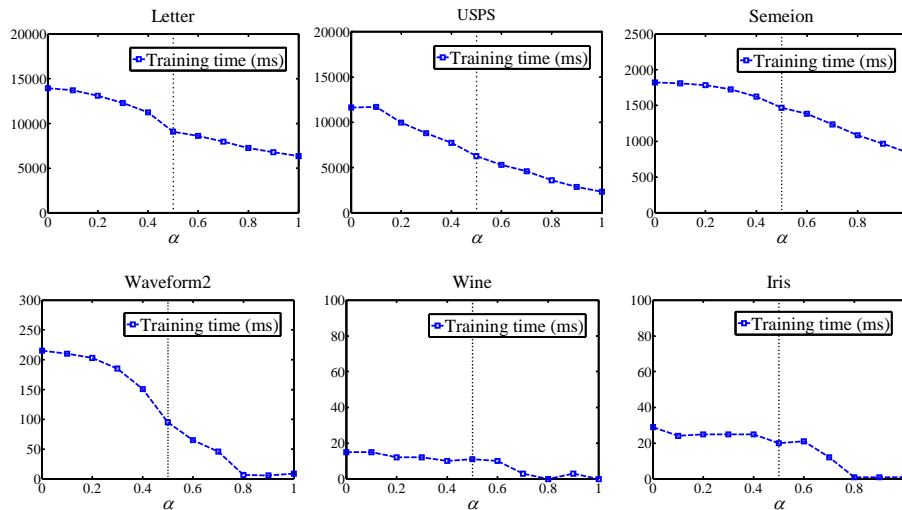 Letter
USPS
Semeion
20000
15000
10000
5000
0
Training time (ms)
0 0.2 0.4 0.6 0.8 1
α
20000
15000
10000
5000
0
Training time (ms)
0 0.2 0.4 0.6 0.8 1
α
2500
2000
1500
1000
500
0
Training time (ms)
0 0.2 0.4 0.6 0.8
α
Waveform2
Wine
Iris
300
250
200
150
100
50
0
Training time (ms)
0 0.2 0.4 0.6 0.8 1
α
100
80
60
40
20
0
Training time (ms)
0 0.2 0.4 0.6 0.8 1
α
100
80
60
40
20
0
Training time (ms)
0 0.2 0.4 0.6 0.8
α